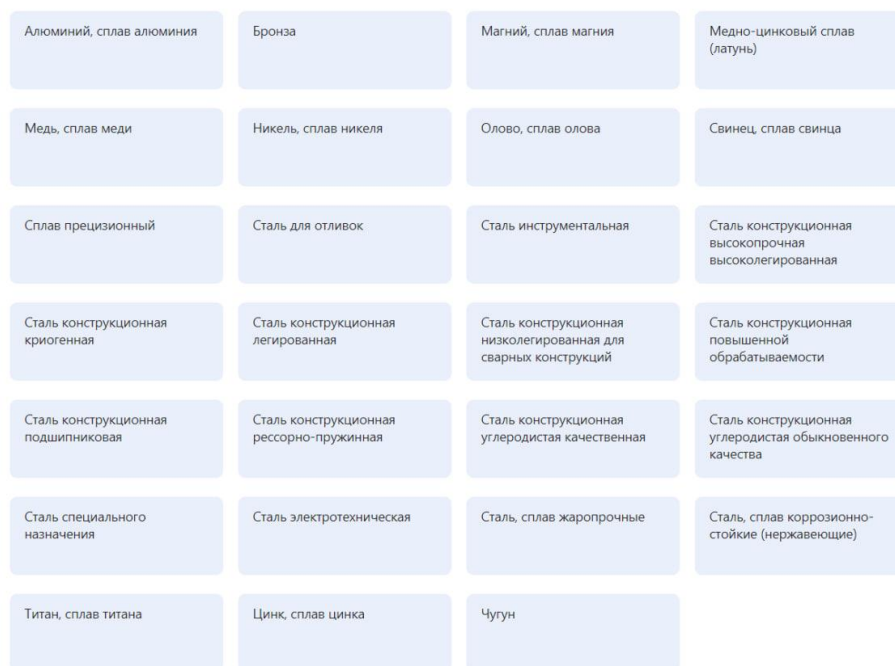 Алюминий, сплав алюминия
Бронза
Магний, сплав магния
Медно-цинковый сплав
(латунь)
Медь, сплав меди
Никель, сплав никеля
Олово, сплав олова
Свинец, сплав свинца
Сплав прецизионный
Сталь для отливок
Сталь инструментальная
Сталь конструкционная
высокопрочная
высоколегированная
Сталь конструкционная
криогенная
Сталь конструкционная
легированная
Сталь конструкционная
низколегированная для
сварных конструкций
Сталь конструкционная
повышенной
обрабатываемости
Сталь конструкционная
подшипниковая
Сталь конструкционная
рессорно-пружинная
Сталь конструкционная
углеродистая качественная
Сталь конструкционная
углеродистая обыкновенного
качества
Сталь специального
назначения
Сталь электротехническая
Сталь, сплав жаропрочные
Сталь, сплав коррозионно-
стойкие (нержавеющие)
Титан, сплав титана
Цинк, сплав цинка
Чугун